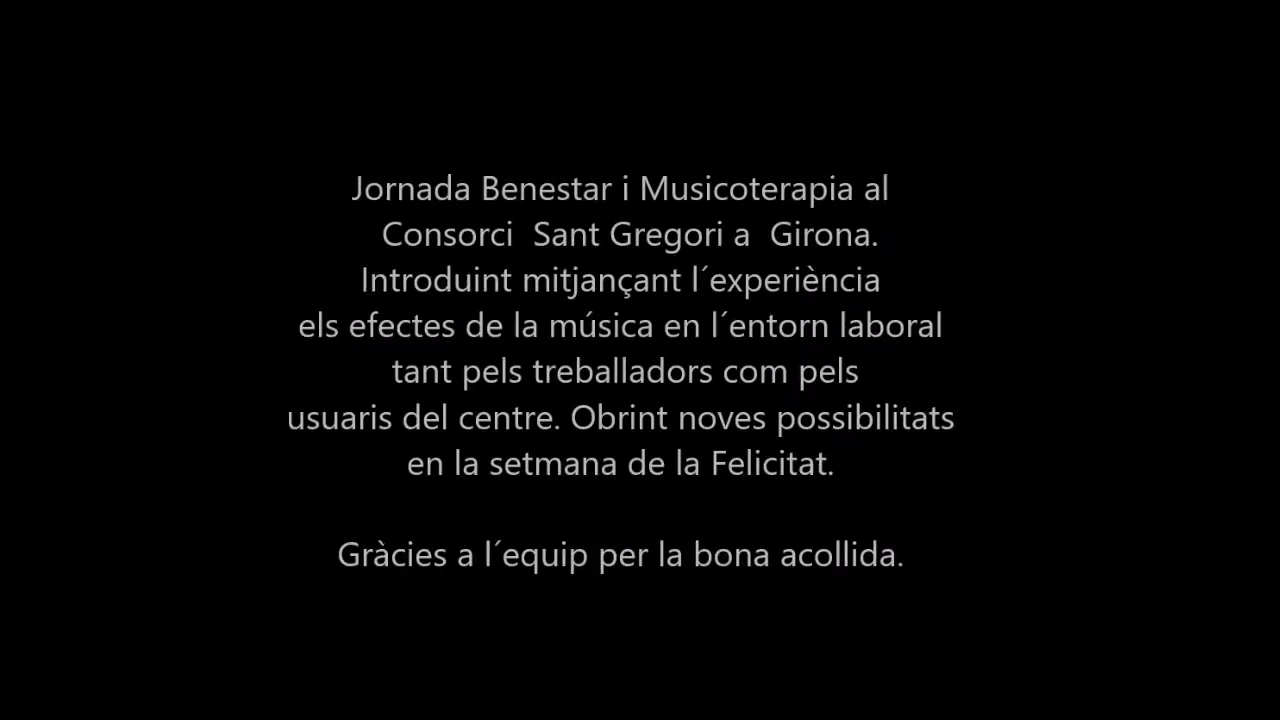 Jornada Benestar i Musicoterapia al
Consorci  Sant Gregori a  Girona.
Introduint mitjançant l´experiència
els efectes de la música en l´entorn laboral
tant pels treballadors com pels
usuaris del centre. Obrint noves possibilitats
en la setmana de la Felicitat.
Gràcies a l´equip per la bona acollida.